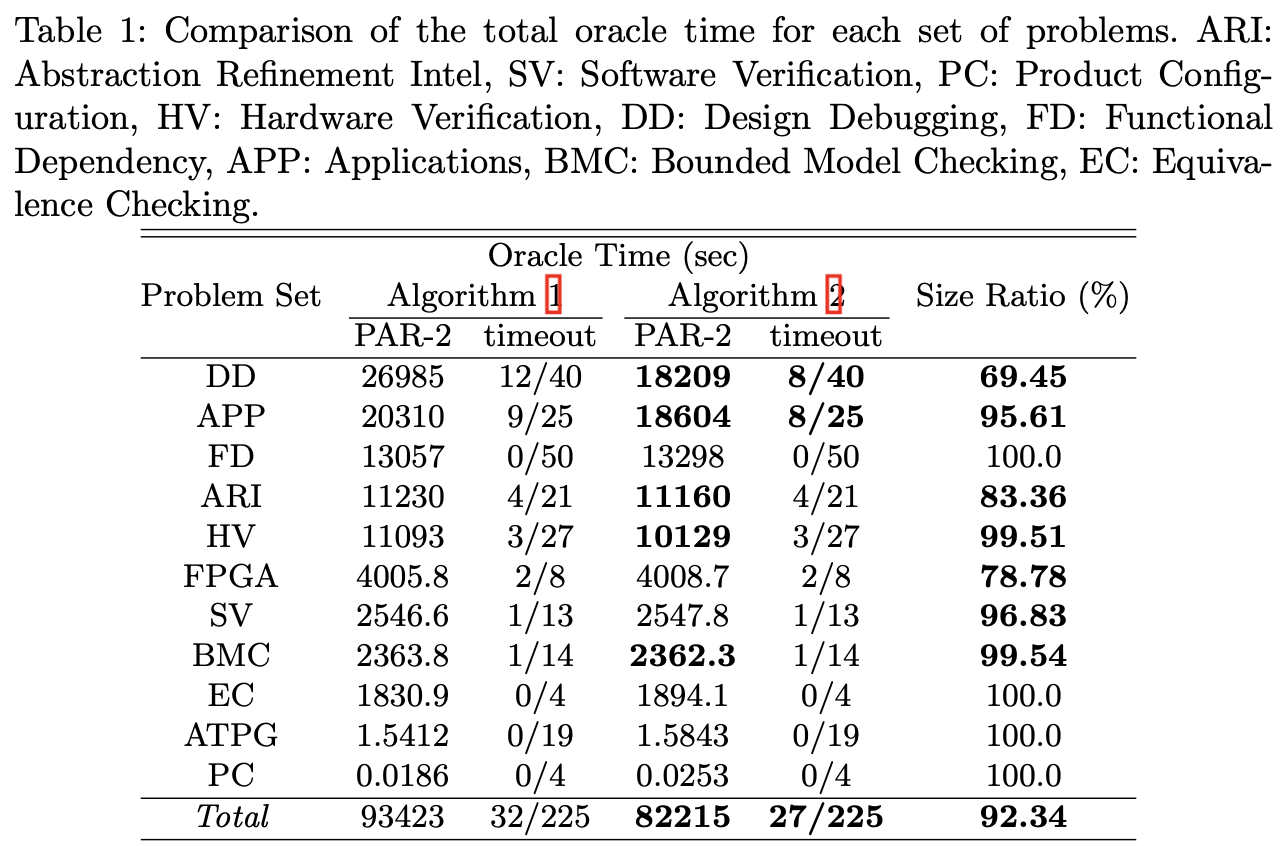 Table 1: Comparison of the total oracle time for each set of problems. ARI:
Abstraction Refinement Intel, SV: Software Verification, PC: Product Config-
uration, HV: Hardware Verification, DD: Design Debugging, FD: Functional
Dependency, APP: Applications, BMC: Bounded Model Checking, EC: Equiva-
lence Checking.
Oracle Time (sec)
Problem Set Algorithm 1 Algorithm 2 Size Ratio (%)
PAR-2 timeout PAR-2 timeout
DD 26985 12/40 18209 8/40 69.45
APP 20310 9/25 18604 8/25 95.61
FD 13057 0/50 13298 0/50 100.0
ARI 11230 4/21 11160 4/21 83.36
HV 11093 3/27 10129 3/27 99.51
FPGA 4005.8 2/8 4008.7 2/8 78.78
SV 2546.6 1/13 2547.8 1/13 96.83
BMC 2363.8 1/14 2362.3 1/14 99.54
EC 1830.9 0/4 1894.1 0/4 100.0
ATPG 1.5412 0/19 1.5843 0/19 100.0
PC 0.0186 0/4 0.0253 0/4 100.0
Total 93423 32/225 82215 27/225 92.34